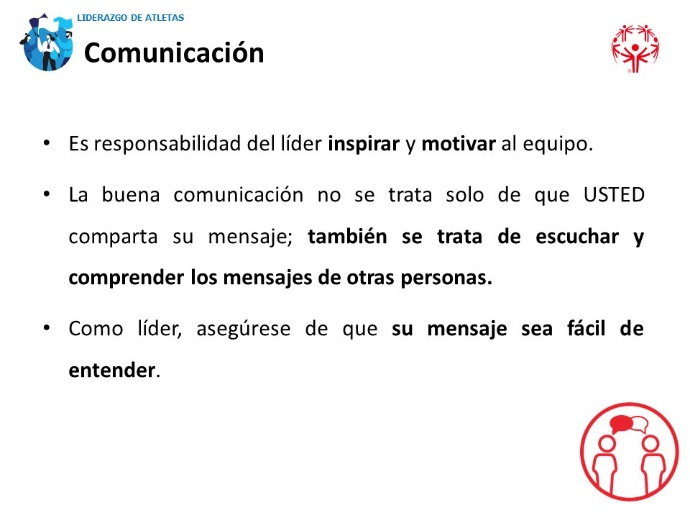 LIDERAZGO DE ATLETAS
Comunicación
• Es responsabilidad del líder inspirar y motivar al equipo.
• La buena comunicación no se trata solo de que USTED
comparta su mensaje; también se trata de escuchar y
comprender los mensajes de otras personas.
• Como líder, asegúrese de que su mensaje sea fácil de
entender.